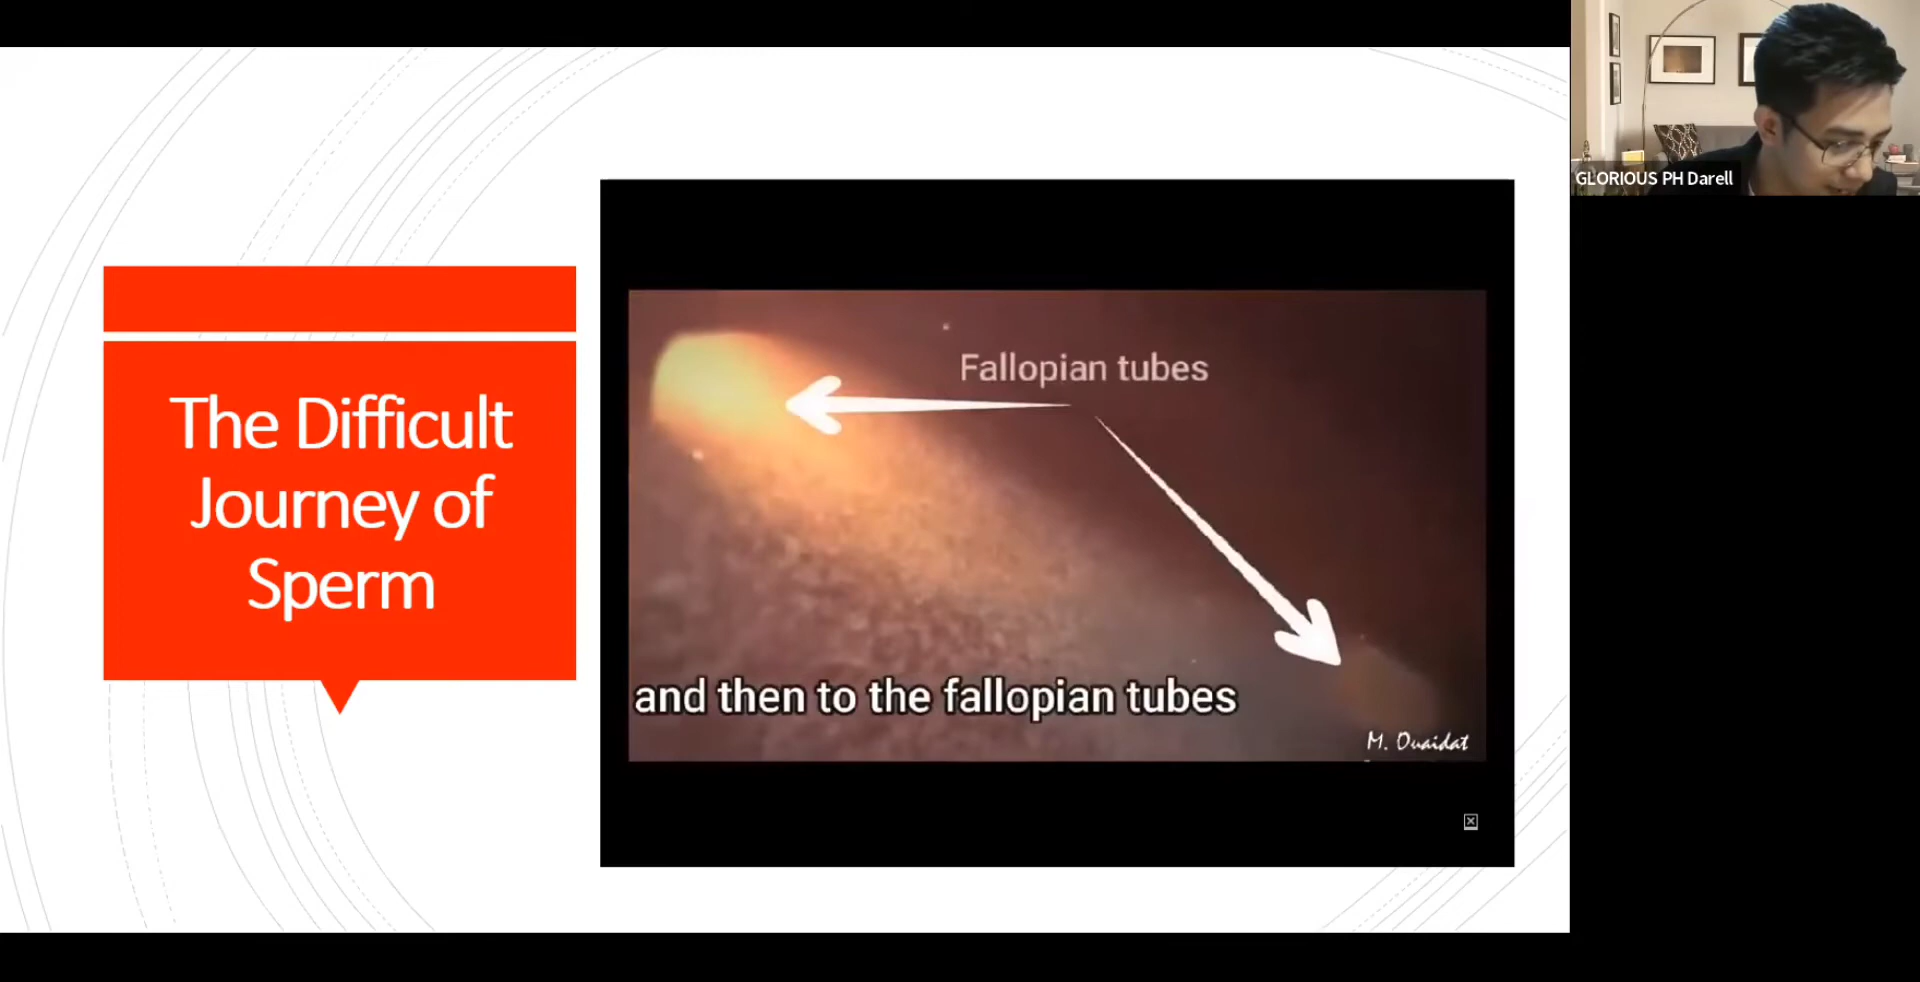 GLORIOUS PH Darell
The Difficult
Journey of
Sperm
Fallopian tubes
and then to the fallopian tubes
M. Ouaidat